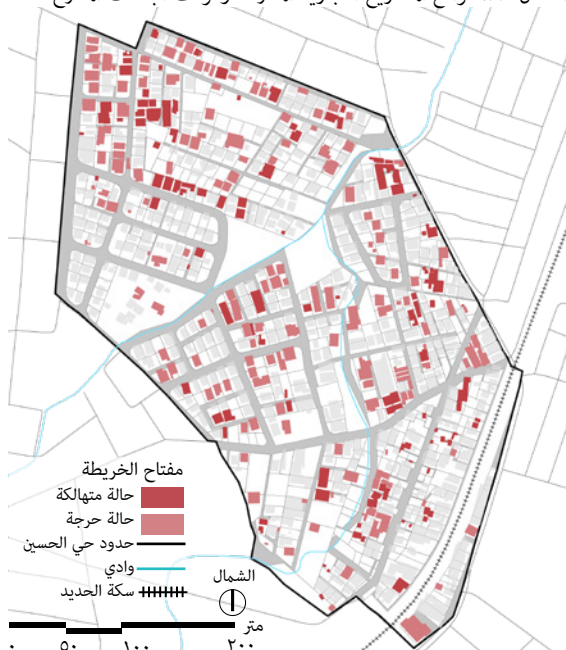 مفتاح الخريطة
حالة متهالكة
حالة حرجة
حدود حي الحسين
وادي
سكة الحديد
الشمال
متر
٠ ٥٠ ١٠٠ ٢٠٠